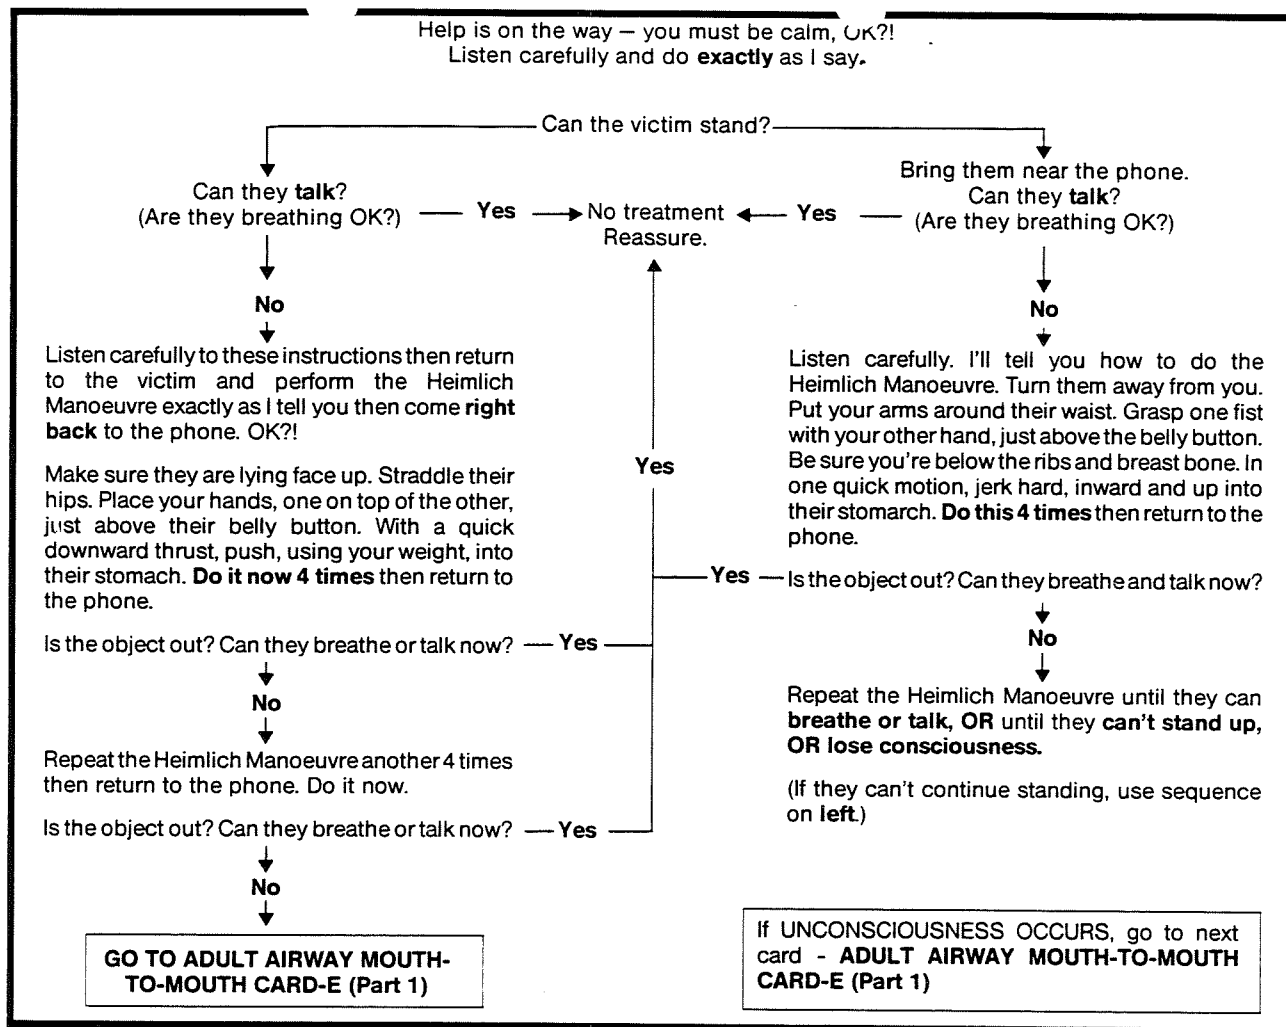 Help is on the way – you must be calm, OK?!
Listen carefully and do exactly as I say.
Can the victim stand?
Can they talk?
(Are they breathing OK?)
Yes
No treatment
Reassure.
Yes
Bring them near the phone.
Can they talk?
(Are they breathing OK?)
No
Listen carefully to these instructions then return
to the victim and perform the Heimlich
Manoeuvre exactly as I tell you then come right
back to the phone. OK?!
Make sure they are lying face up. Straddle their
hips. Place your hands, one on top of the other,
just above their belly button. With a quick
downward thrust, push, using your weight, into
their stomach. Do it now 4 times then return to
the phone.
Is the object out? Can they breathe or talk now?
Yes
No
Repeat the Heimlich Manoeuvre another 4 times
then return to the phone. Do it now.
Is the object out? Can they breathe or talk now?
Yes
No
GO TO ADULT AIRWAY MOUTH-
TO-MOUTH CARD-E (Part 1)
Yes
No
Listen carefully. I'll tell you how to do the
Heimlich Manoeuvre. Turn them away from you.
Put your arms around their waist. Grasp one fist
with your other hand, just above the belly button.
Be sure you're below the ribs and breast bone. In
one quick motion, jerk hard, inward and up into
their stomarch. Do this 4 times then return to the
phone.
Yes
Is the object out? Can they breathe and talk now?
No
Repeat the Heimlich Manoeuvre until they can
breathe or talk, OR until they can't stand up,
OR lose consciousness.
(If they can't continue standing, use sequence
on left.)
If UNCONSCIOUSNESS OCCURS, go to next
card - ADULT AIRWAY MOUTH-TO-MOUTH
CARD-E (Part 1)